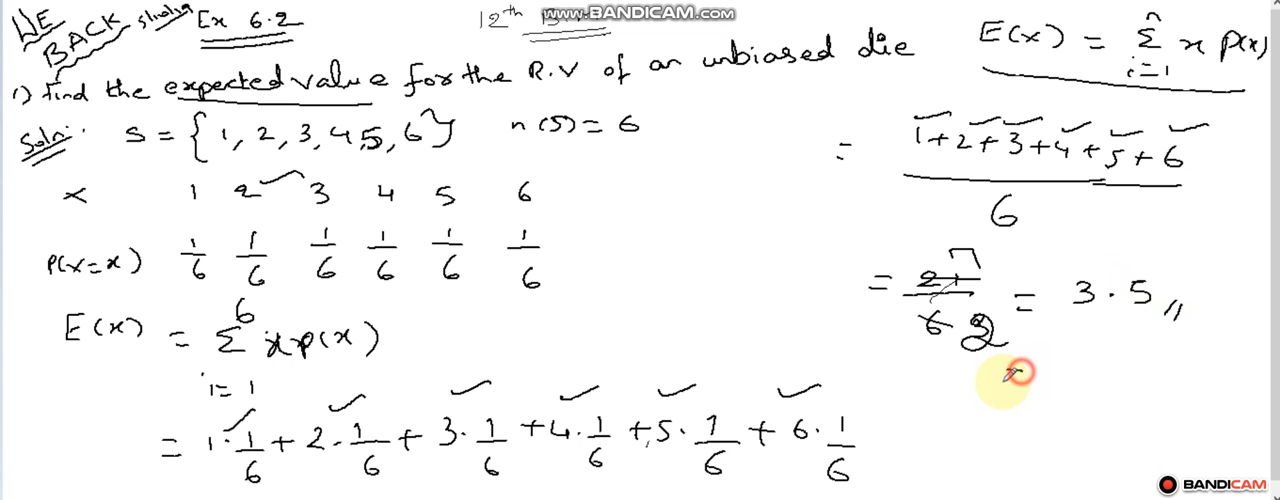 WE
BACK
Ex 6.2
12th
www.BANDICAM.com
1) Find the expected value for the R.V of an unbiased die
E(x) = Σ x p(x)
n
i=1
Soln:
S = { 1, 2, 3, 4, 5, 6 } n(S) = 6
x 1 2 3 4 5 6
p(x=x) 1/6 1/6 1/6 1/6 1/6 1/6
E(x) = Σ x p(x)
6
i=1
= 1·1/6 + 2·1/6 + 3·1/6 + 4·1/6 + 5·1/6 + 6·1/6
= 1+2+3+4+5+6
6
= 21/6 = 3.5 //
7
2
BANDICAM